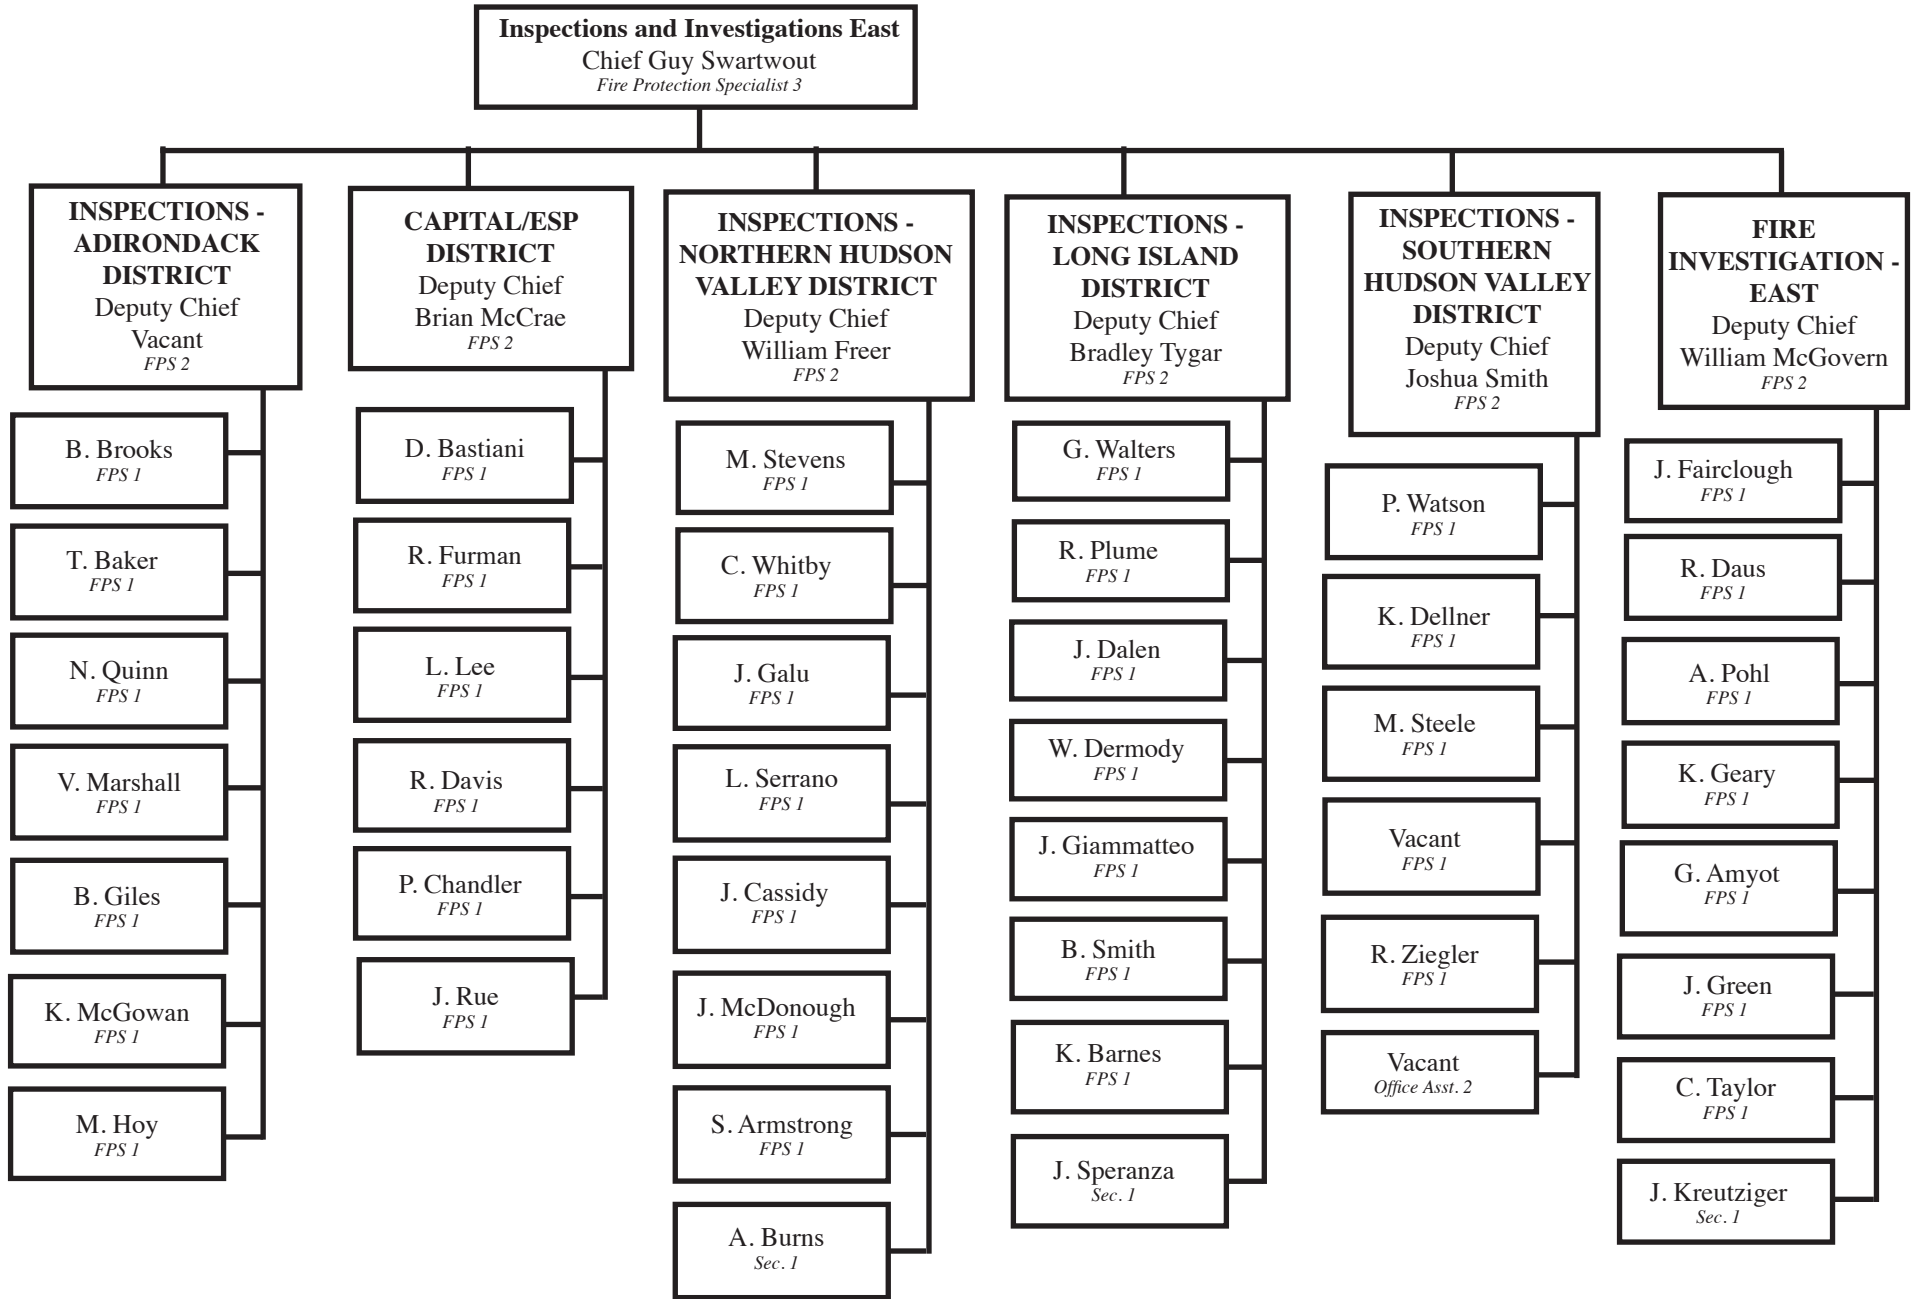 Inspections and Investigations East
Chief Guy Swartwout
Fire Protection Specialist 3
INSPECTIONS -
ADIRONDACK
DISTRICT
Deputy Chief
Vacant
FPS 2
B. Brooks
FPS 1
T. Baker
FPS 1
N. Quinn
FPS 1
V. Marshall
FPS 1
B. Giles
FPS 1
K. McGowan
FPS 1
M. Hoy
FPS 1
CAPITAL/ESP
DISTRICT
Deputy Chief
Brian McCrae
FPS 2
D. Bastiani
FPS 1
R. Furman
FPS 1
L. Lee
FPS 1
R. Davis
FPS 1
P. Chandler
FPS 1
J. Rue
FPS 1
INSPECTIONS -
NORTHERN HUDSON
VALLEY DISTRICT
Deputy Chief
William Freer
FPS 2
M. Stevens
FPS 1
C. Whitby
FPS 1
J. Galu
FPS 1
L. Serrano
FPS 1
J. Cassidy
FPS 1
J. McDonough
FPS 1
S. Armstrong
FPS 1
A. Burns
Sec. 1
INSPECTIONS -
LONG ISLAND
DISTRICT
Deputy Chief
Bradley Tygar
FPS 2
G. Walters
FPS 1
R. Plume
FPS 1
J. Dalen
FPS 1
W. Dermody
FPS 1
J. Giammatteo
FPS 1
B. Smith
FPS 1
K. Barnes
FPS 1
J. Speranza
Sec. 1
INSPECTIONS -
SOUTHERN
HUDSON VALLEY
DISTRICT
Deputy Chief
Joshua Smith
FPS 2
P. Watson
FPS 1
K. Dellner
FPS 1
M. Steele
FPS 1
Vacant
FPS 1
R. Ziegler
FPS 1
Vacant
Office Asst. 2
FIRE
INVESTIGATION -
EAST
Deputy Chief
William McGovern
FPS 2
J. Fairclough
FPS 1
R. Daus
FPS 1
A. Pohl
FPS 1
K. Geary
FPS 1
G. Amyot
FPS 1
J. Green
FPS 1
C. Taylor
FPS 1
J. Kreutziger
Sec. 1